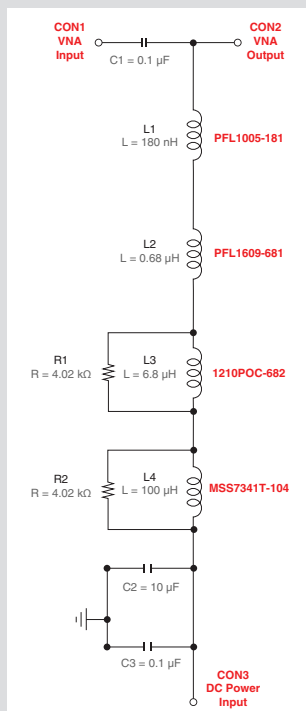 CON1
VNA
Input
CON2
VNA
Output
C1 = 0.1 µF
L1
L = 180 nH
PFL1005-181
L2
L = 0.68 µH
PFL1609-681
R1
R = 4.02 kΩ
L3
L = 6.8 µH
1210POC-682
R2
R = 4.02 kΩ
L4
L = 100 µH
MSS7341T-104
C2 = 10 µF
C3 = 0.1 µF
CON3
DC Power
Input